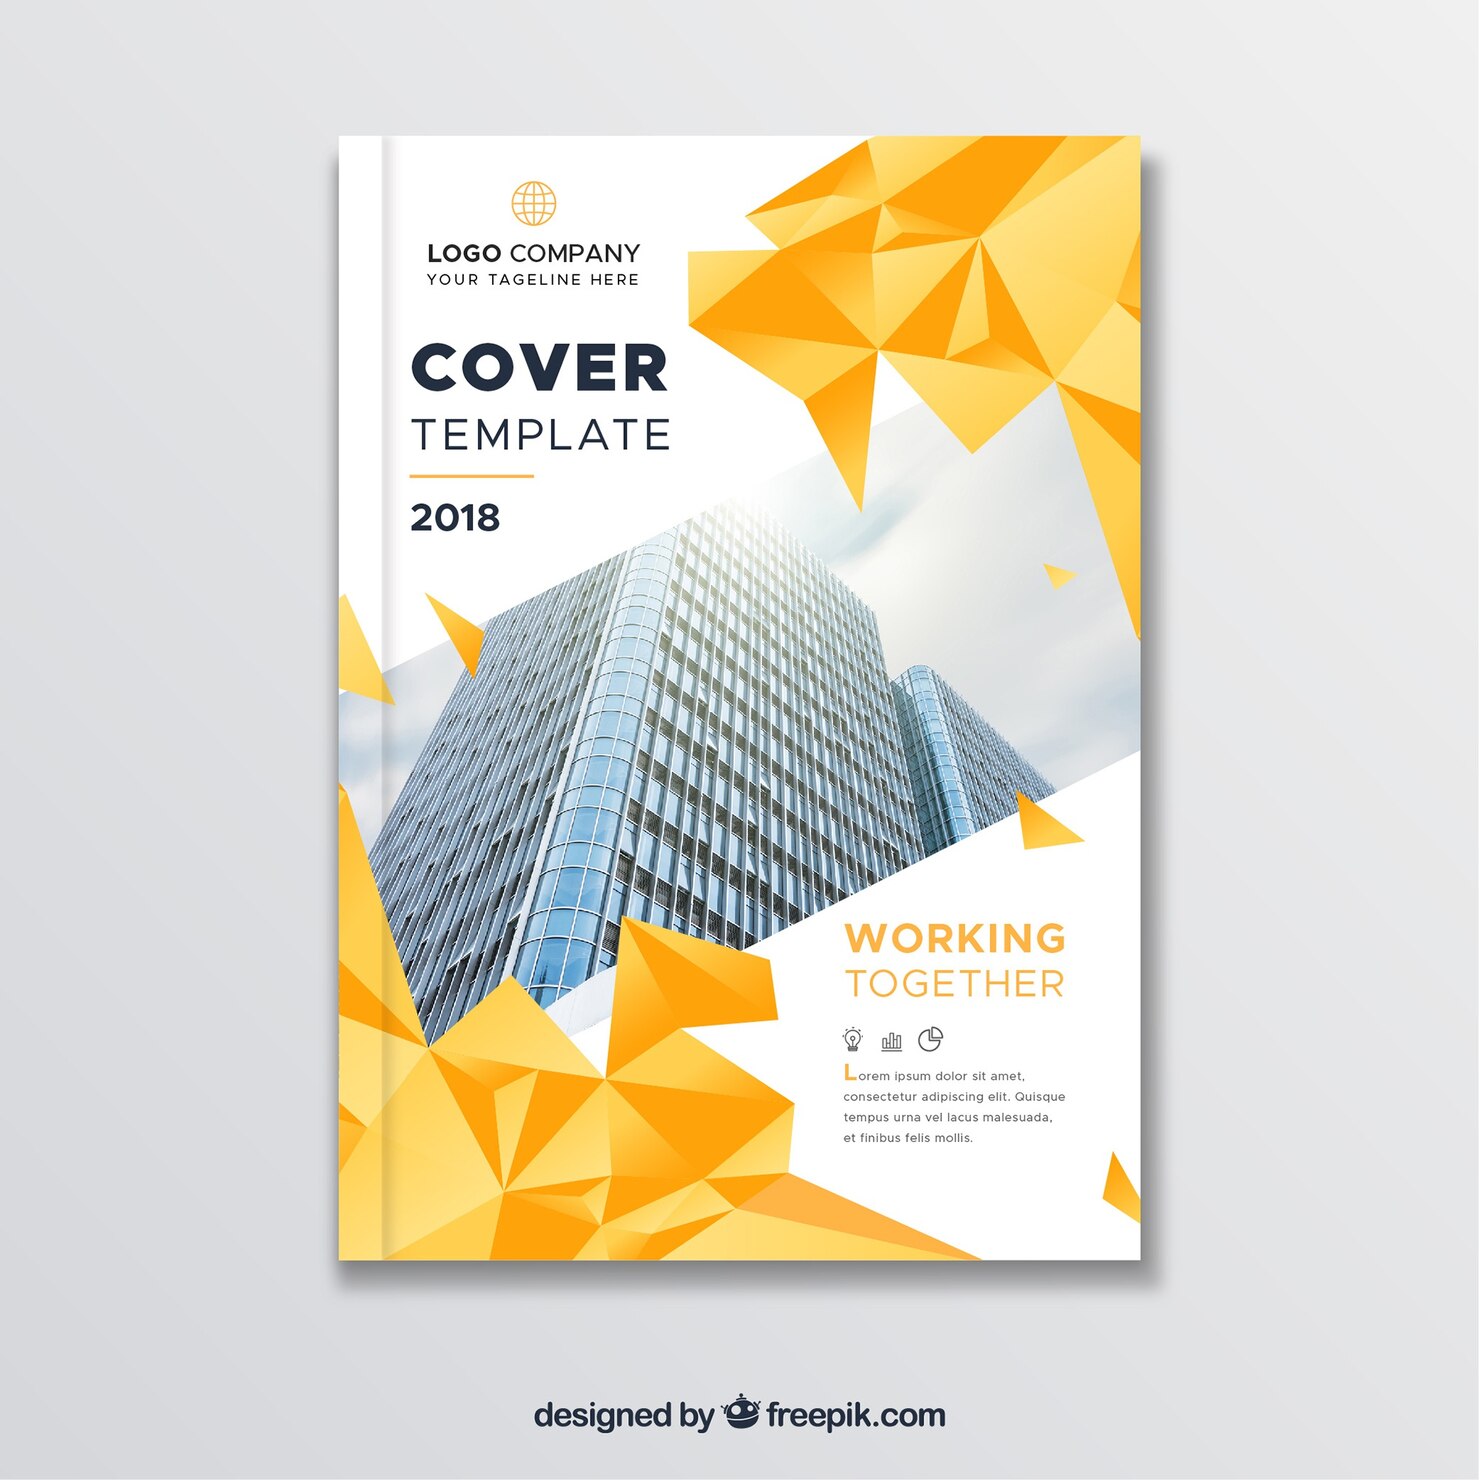 LOGO COMPANY
YOUR TAGELINE HERE
COVER
TEMPLATE
2018
WORKING
TOGETHER
Lorem ipsum dolor sit amet,
consectetur adipiscing elit. Quisque
tempus urna vel lacus malesuada,
et finibus felis mollis.
designed by freepik.com